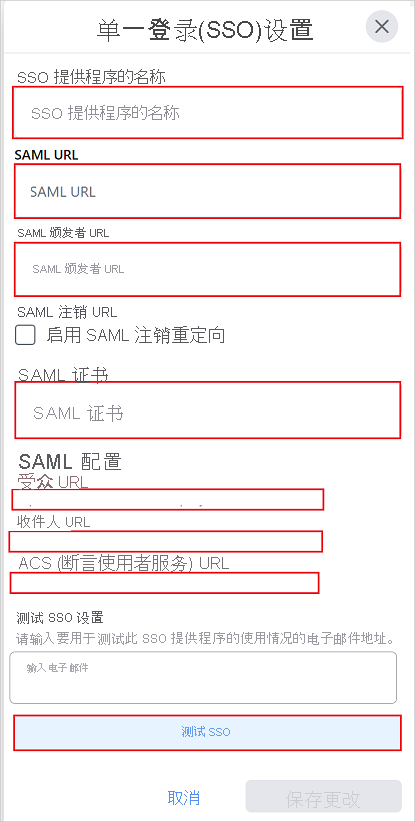 单一登录(SSO)设置
SSO 提供程序的名称
SSO 提供程序的名称
SAML URL
SAML URL
SAML 颁发者 URL
SAML 颁发者 URL
SAML 注销 URL
启用 SAML 注销重定向
SAML 证书
SAML 证书
SAML 配置
受众 URL
收件人 URL
ACS (断言使用者服务) URL
测试 SSO 设置
请输入要用于测试此 SSO 提供程序的使用情况的电子邮件地址。
输入电子邮件
测试 SSO
取消
保存更改